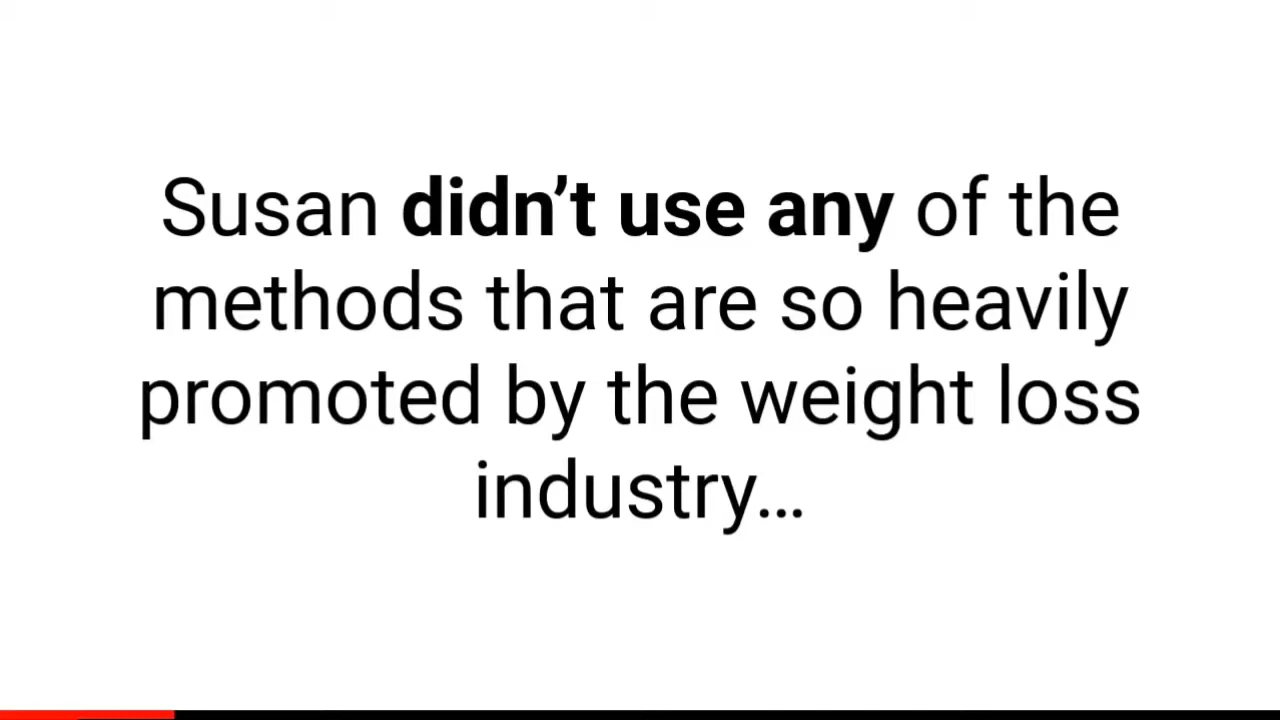 Susan didn’t use any of the
methods that are so heavily
promoted by the weight loss
industry…